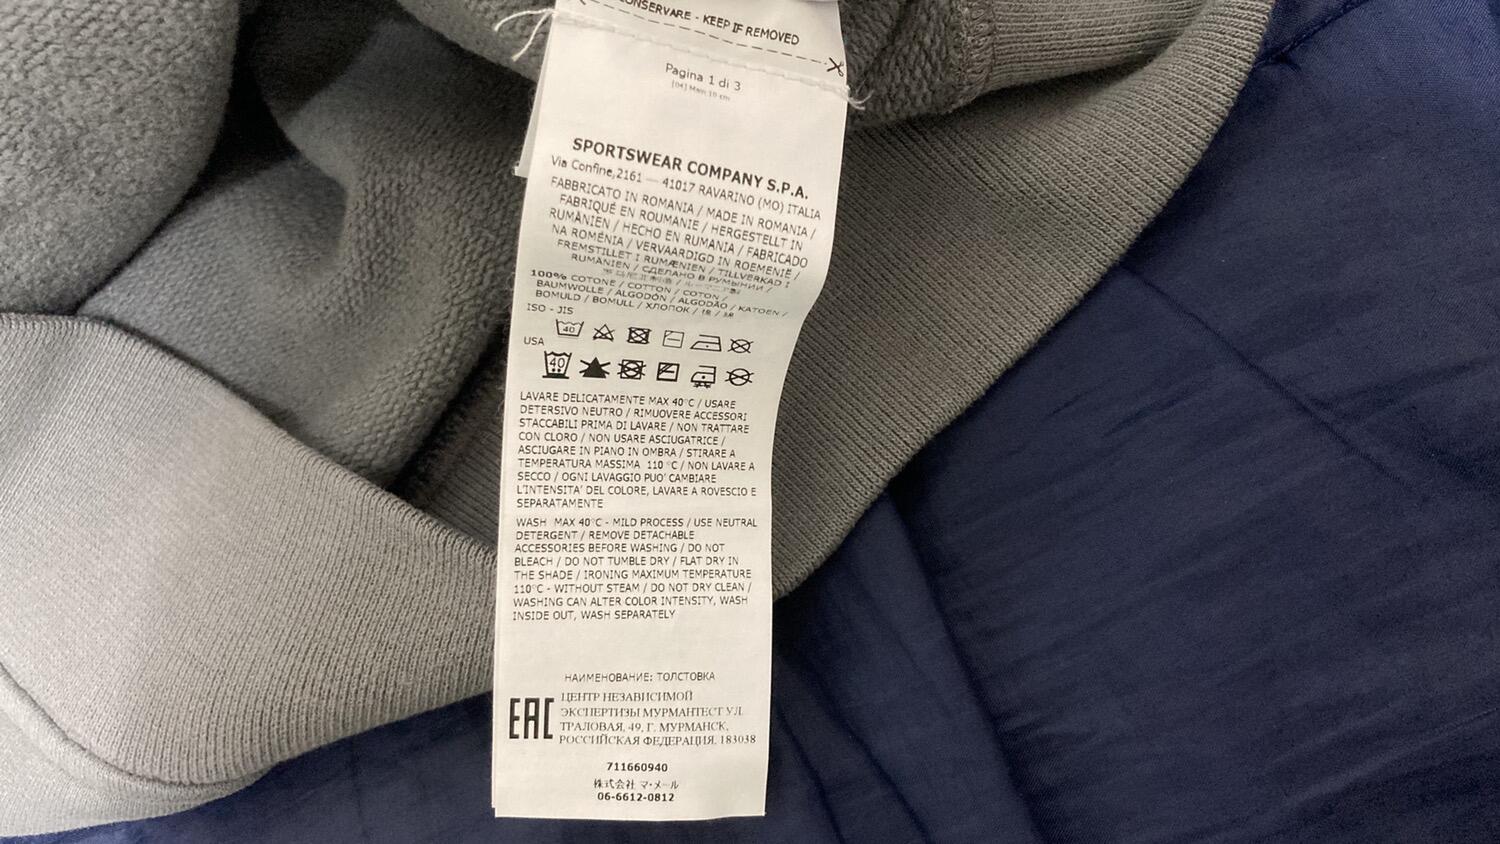 CONSERVARE - KEEP IF REMOVED
Pagina 1 di 3
SPORTSWEAR COMPANY S.P.A.
Via Confine,2161 — 41017 RAVARINO (MO) ITALIA
FABBRICATO IN ROMANIA / MADE IN ROMANIA /
FABRIQUÉ EN ROUMANIE / HERGESTELLT IN
RUMÄNIEN / HECHO EN RUMANIA / FABRICADO
NA ROMÉNIA / VERVAARDIGD IN ROEMENIË /
FREMSTILLET I RUMÆNIEN / TILLVERKAD I
RUMÄNIEN / СДЕЛАНО В РУМЫНИИ /
100% COTONE / COTTON / COTON /
BAUMWOLLE / ALGODÓN / ALGODÃO / KATOEN /
BOMULD / BOMULL / ХЛОПОК / 棉 / 綿
ISO - JIS
40
USA
40
LAVARE DELICATAMENTE MAX 40°C / USARE
DETERSIVO NEUTRO / RIMUOVERE ACCESSORI
STACCABILI PRIMA DI LAVARE / NON TRATTARE
CON CLORO / NON USARE ASCIUGATRICE /
ASCIUGARE IN PIANO IN OMBRA / STIRARE A
TEMPERATURA MASSIMA 110 °C / NON LAVARE A
SECCO / OGNI LAVAGGIO PUO' CAMBIARE
L'INTENSITA' DEL COLORE, LAVARE A ROVESCIO E
SEPARATAMENTE
WASH MAX 40°C - MILD PROCESS / USE NEUTRAL
DETERGENT / REMOVE DETACHABLE
ACCESSORIES BEFORE WASHING / DO NOT
BLEACH / DO NOT TUMBLE DRY / FLAT DRY IN
THE SHADE / IRONING MAXIMUM TEMPERATURE
110°C - WITHOUT STEAM / DO NOT DRY CLEAN /
WASHING CAN ALTER COLOR INTENSITY, WASH
INSIDE OUT, WASH SEPARATELY
НАИМЕНОВАНИЕ: ТОЛСТОВКА
EAC
ЦЕНТР НЕЗАВИСИМОЙ
ЭКСПЕРТИЗЫ МУРМАНТЕСТ УЛ.
ТРАЛОВАЯ, 49, Г. МУРМАНСК,
РОССИЙСКАЯ ФЕДЕРАЦИЯ, 183038
711660940
株式会社 マ・メール
06-6612-0812